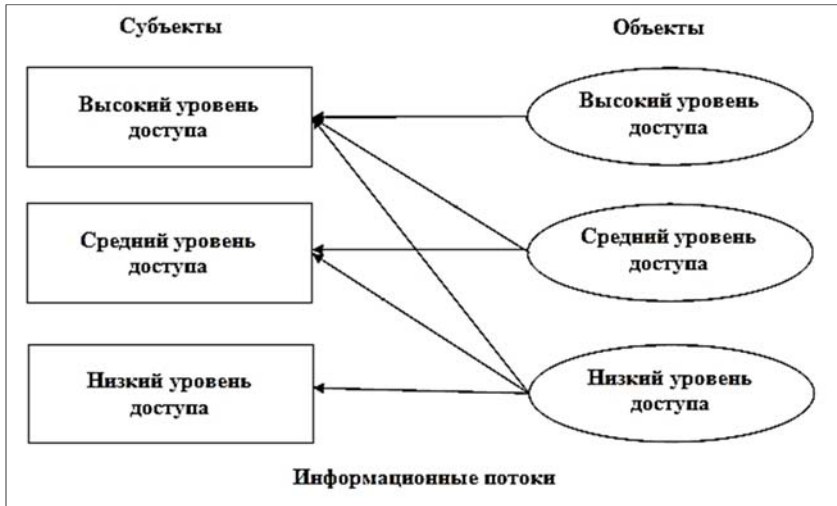 Субъекты
Объекты
Высокий уровень
доступа
Высокий уровень
доступа
Средний уровень
доступа
Средний уровень
доступа
Низкий уровень
доступа
Низкий уровень
доступа
Информационные потоки